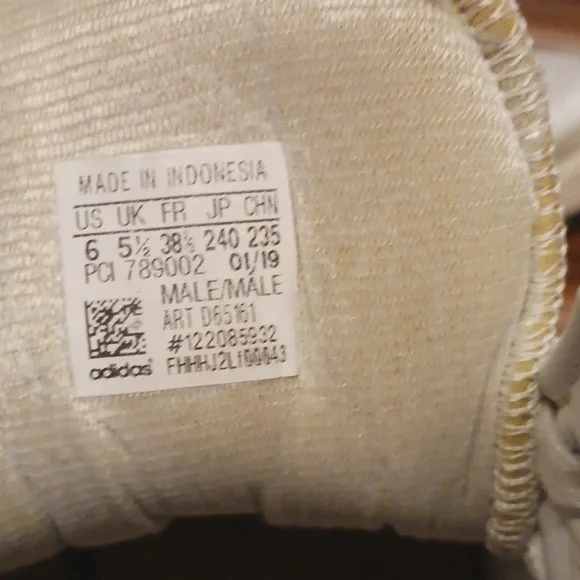 MADE IN INDONESIA
US UK FR JP CHN
6 5½ 38⅔ 240 235
PCI 789002 01/19
MALE/MALE
ART D65161
#122085932
adidas